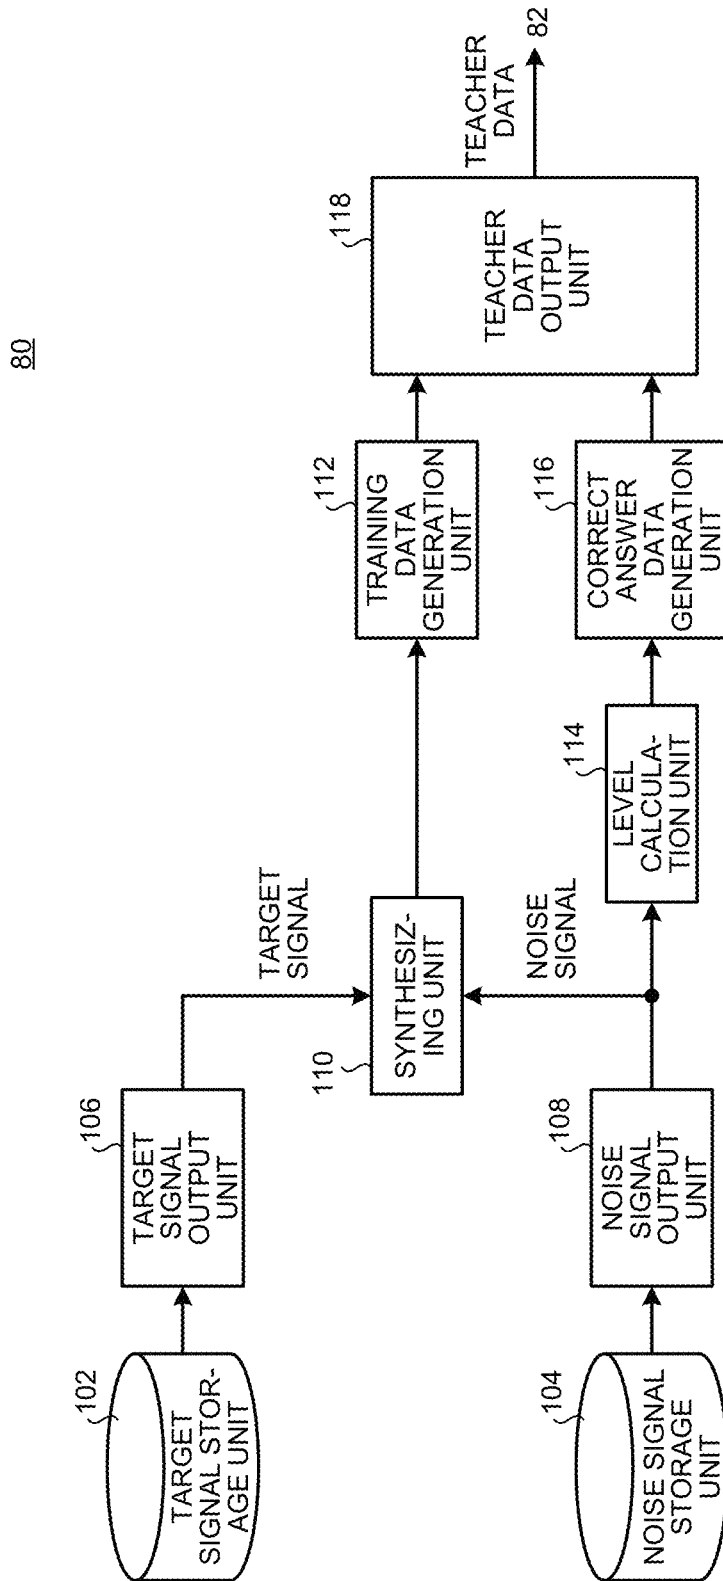 80
102
TARGET
SIGNAL STOR-
AGE UNIT
106
TARGET
SIGNAL
OUTPUT
UNIT
TARGET
SIGNAL
110
SYNTHESIZ-
ING UNIT
NOISE
SIGNAL
104
NOISE SIGNAL
STORAGE
UNIT
108
NOISE
SIGNAL
OUTPUT
UNIT
112
TRAINING
DATA
GENERATION
UNIT
114
LEVEL
CALCULA-
TION UNIT
116
CORRECT
ANSWER
DATA
GENERATION
UNIT
118
TEACHER
DATA
OUTPUT
UNIT
TEACHER
DATA
82